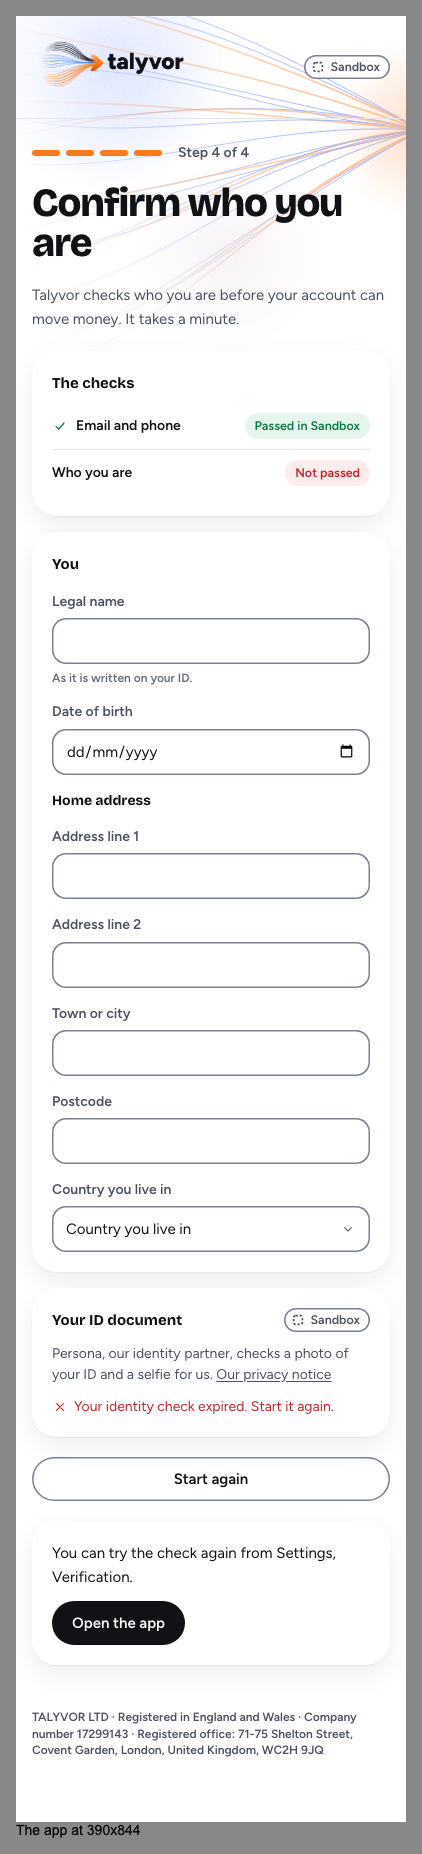 talyvor
Sandbox
Step 4 of 4
Confirm who you
are
Talyvor checks who you are before your account can
move money. It takes a minute.
The checks
Email and phone
Passed in Sandbox
Who you are
Not passed
You
Legal name
As it is written on your ID.
Date of birth
dd/mm/yyyy
Home address
Address line 1
Address line 2
Town or city
Postcode
Country you live in
Country you live in
Your ID document
Sandbox
Persona, our identity partner, checks a photo of
your ID and a selfie for us. Our privacy notice
Your identity check expired. Start it again.
Start again
You can try the check again from Settings,
Verification.
Open the app
TALYVOR LTD · Registered in England and Wales · Company
number 17299143 · Registered office: 71-75 Shelton Street,
Covent Garden, London, United Kingdom, WC2H 9JQ
The app at 390x844